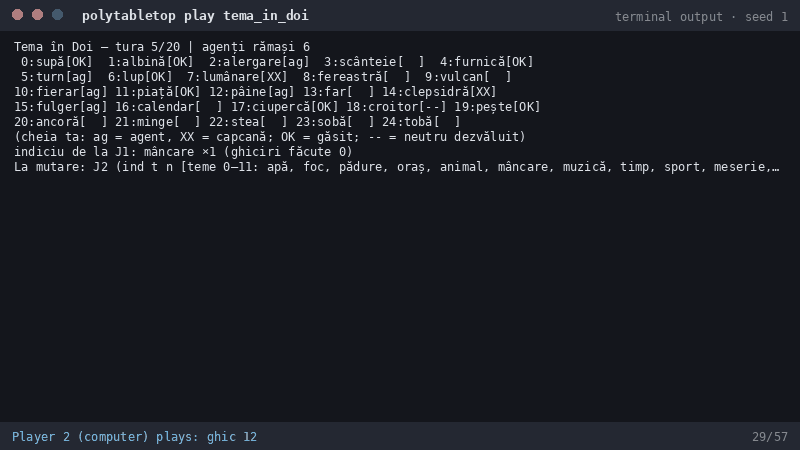 polytabletop play tema_in_doi
terminal output · seed 1
Tema în Doi — tura 5/20 | agenți rămași 6
0:supă[OK] 1:albină[OK] 2:alergare[ag] 3:scânteie[ ] 4:furnică[OK]
5:turn[ag] 6:lup[OK] 7:lumânare[XX] 8:fereastră[ ] 9:vulcan[ ]
10:fierar[ag] 11:piață[OK] 12:pâine[ag] 13:far[ ] 14:clepsidră[XX]
15:fulger[ag] 16:calendar[ ] 17:ciupercă[OK] 18:croitor[--] 19:pește[OK]
20:ancoră[ ] 21:minge[ ] 22:stea[ ] 23:sobă[ ] 24:tobă[ ]
(cheia ta: ag = agent, XX = capcană; OK = găsit; -- = neutru dezvăluit)
indiciu de la J1: mâncare ×1 (ghiciri făcute 0)
La mutare: J2 (ind t n [teme 0–11: apă, foc, pădure, oraș, animal, mâncare, muzică, timp, sport, meserie,…
Player 2 (computer) plays: ghic 12
29/57